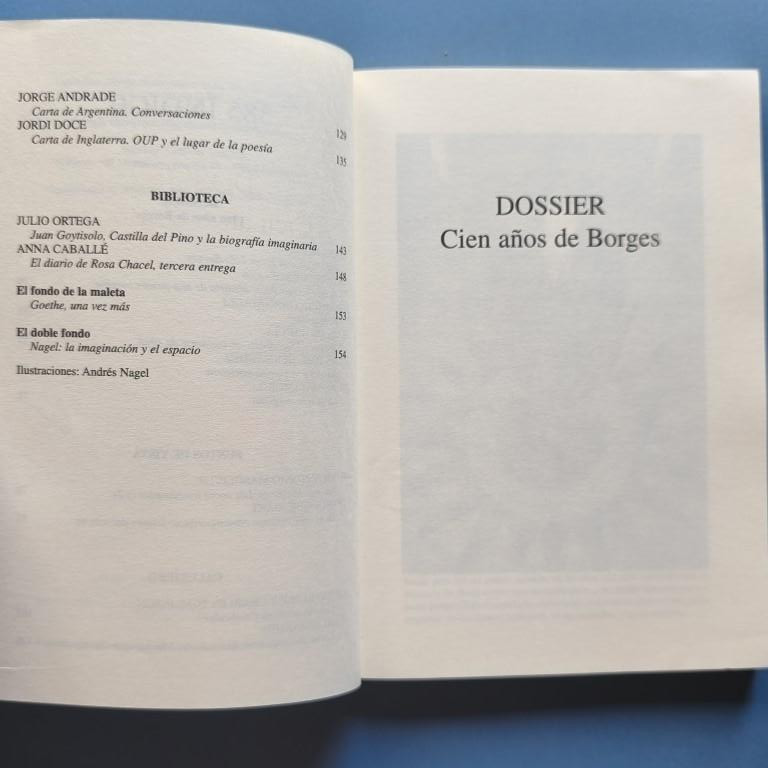 JORGE ANDRADE
Carta de Argentina. Conversaciones 129
JORDI DOCE
Carta de Inglaterra. OUP y el lugar de la poesía 135
BIBLIOTECA
JULIO ORTEGA
Juan Goytisolo, Castilla del Pino y la biografía imaginaria 143
ANNA CABALLÉ
El diario de Rosa Chacel, tercera entrega 148
El fondo de la maleta
Goethe, una vez más 153
El doble fondo
Nagel: la imaginación y el espacio 154
Ilustraciones: Andrés Nagel
DOSSIER
Cien años de Borges